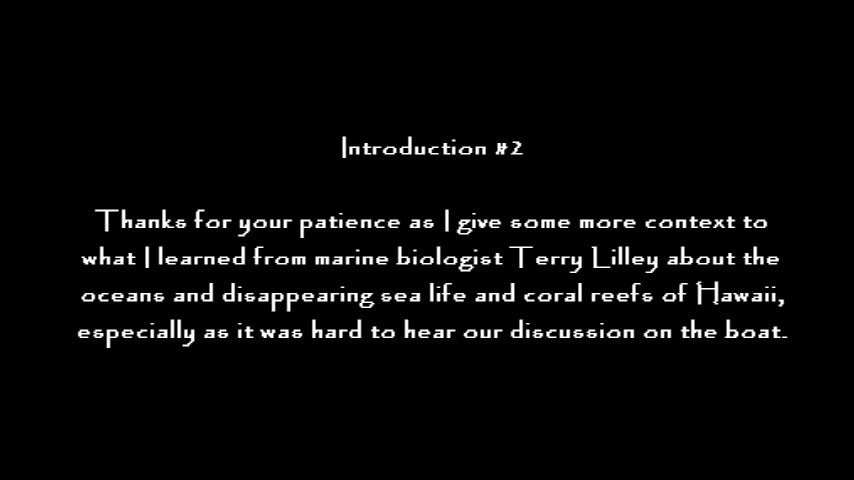 Introduction #2
Thanks for your patience as I give some more context to
what I learned from marine biologist Terry Lilley about the
oceans and disappearing sea life and coral reefs of Hawaii,
especially as it was hard to hear our discussion on the boat.